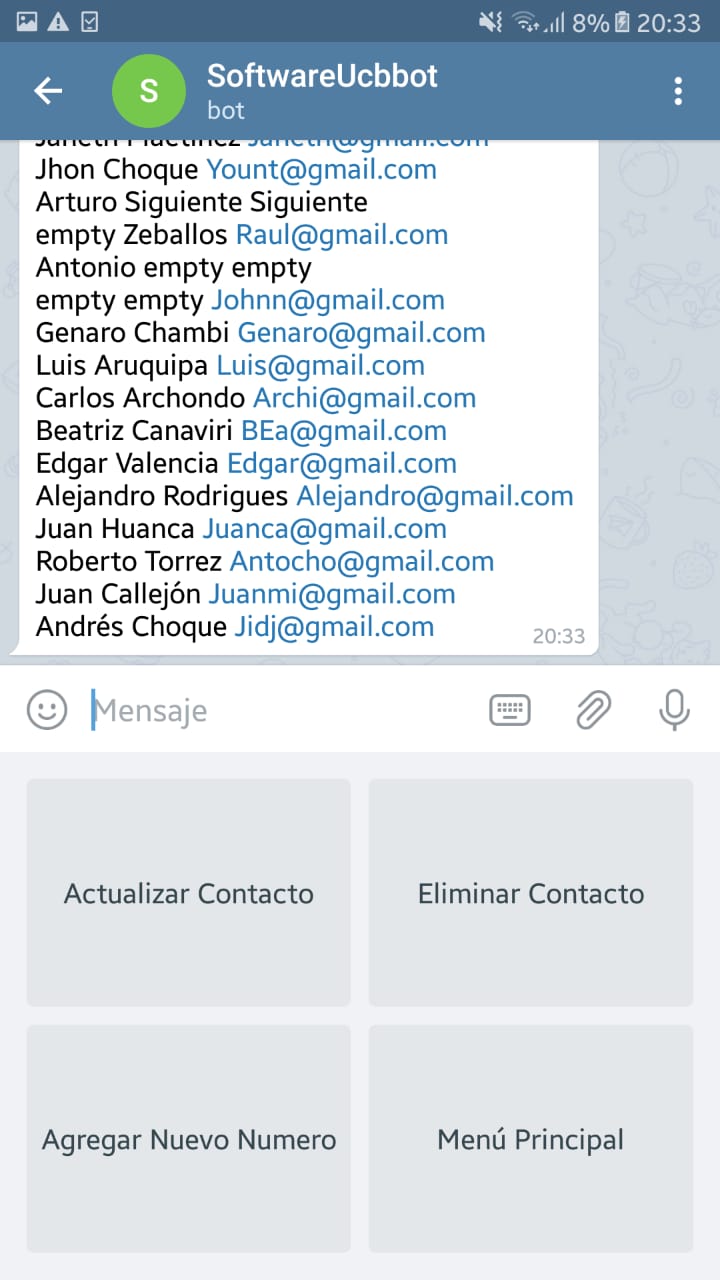 8% 20:33
S
SoftwareUcbbot
bot
Jhon Choque Yount@gmail.com
Arturo Siguiente Siguiente
empty Zeballos Raul@gmail.com
Antonio empty empty
empty empty Johnn@gmail.com
Genaro Chambi Genaro@gmail.com
Luis Aruquipa Luis@gmail.com
Carlos Archondo Archi@gmail.com
Beatriz Canaviri BEa@gmail.com
Edgar Valencia Edgar@gmail.com
Alejandro Rodrigues Alejandro@gmail.com
Juan Huanca Juanca@gmail.com
Roberto Torrez Antocho@gmail.com
Juan Callejón Juanmi@gmail.com
Andrés Choque Jidj@gmail.com
20:33
Mensaje
Actualizar Contacto
Eliminar Contacto
Agregar Nuevo Numero
Menú Principal